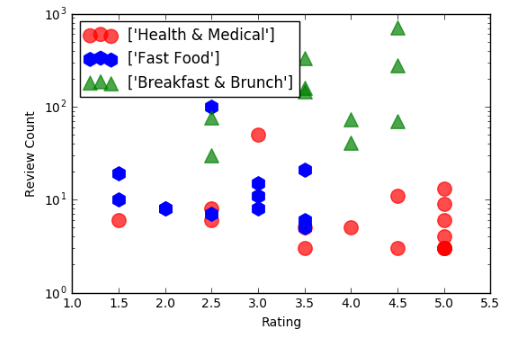 ['Health & Medical']
['Fast Food']
['Breakfast & Brunch']
Review Count
10³
10²
10¹
10⁰
1.0 1.5 2.0 2.5 3.0 3.5 4.0 4.5 5.0 5.5
Rating